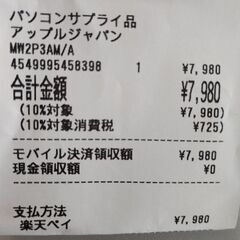 パソコンサプライ品
アップルジャパン
MW2P3AM/A
4549995458398 1 ¥7,980
合計金額 ¥7,980
(10%対象 ¥7,980)
(10%対象消費税 ¥725)
モバイル決済領収額 ¥7,980
現金領収額 ¥0
支払方法
楽天ペイ ¥7,980